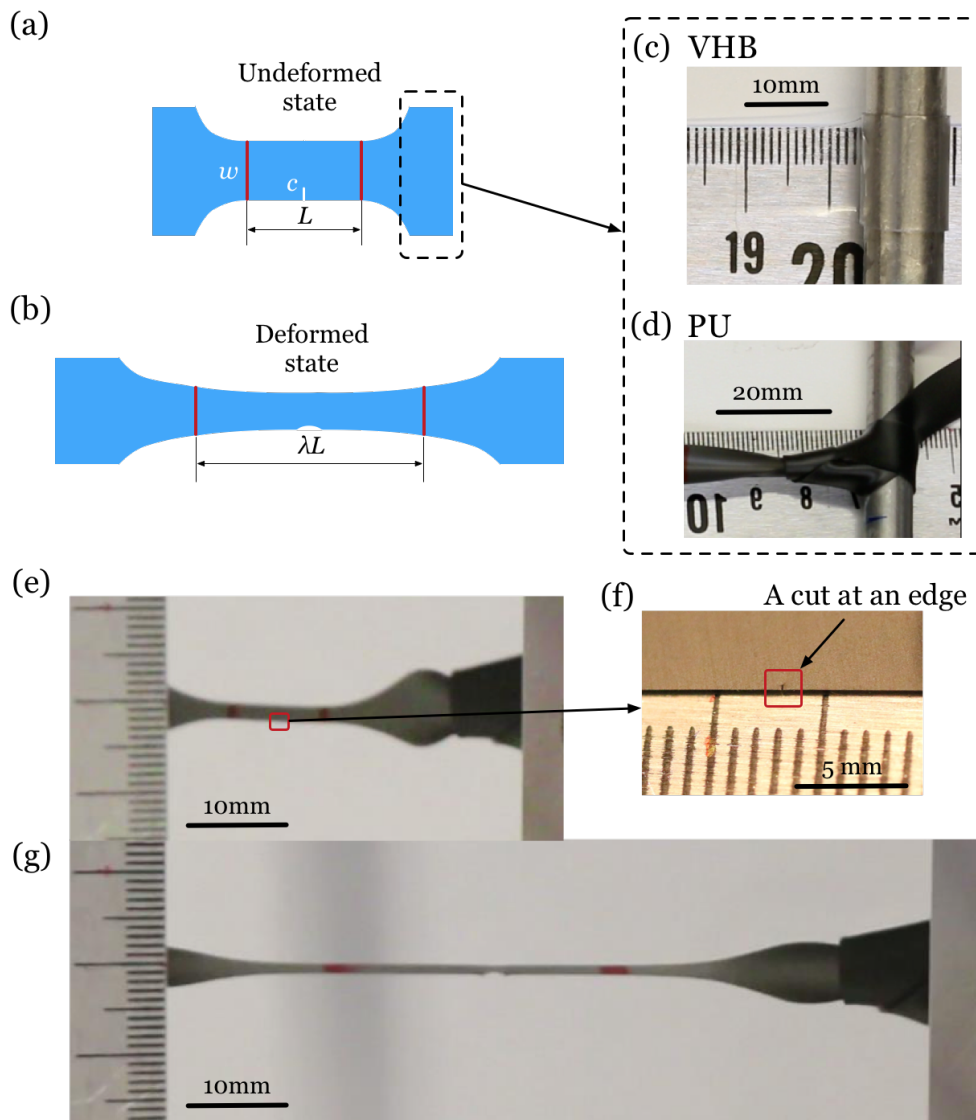 (a)
Undeformed
state
w
c
L
(b)
Deformed
state
λL
(c) VHB
10mm
19 20
(d) PU
20mm
10 9 8 5
(e)
10mm
(f)
A cut at an edge
5 mm
(g)
10mm